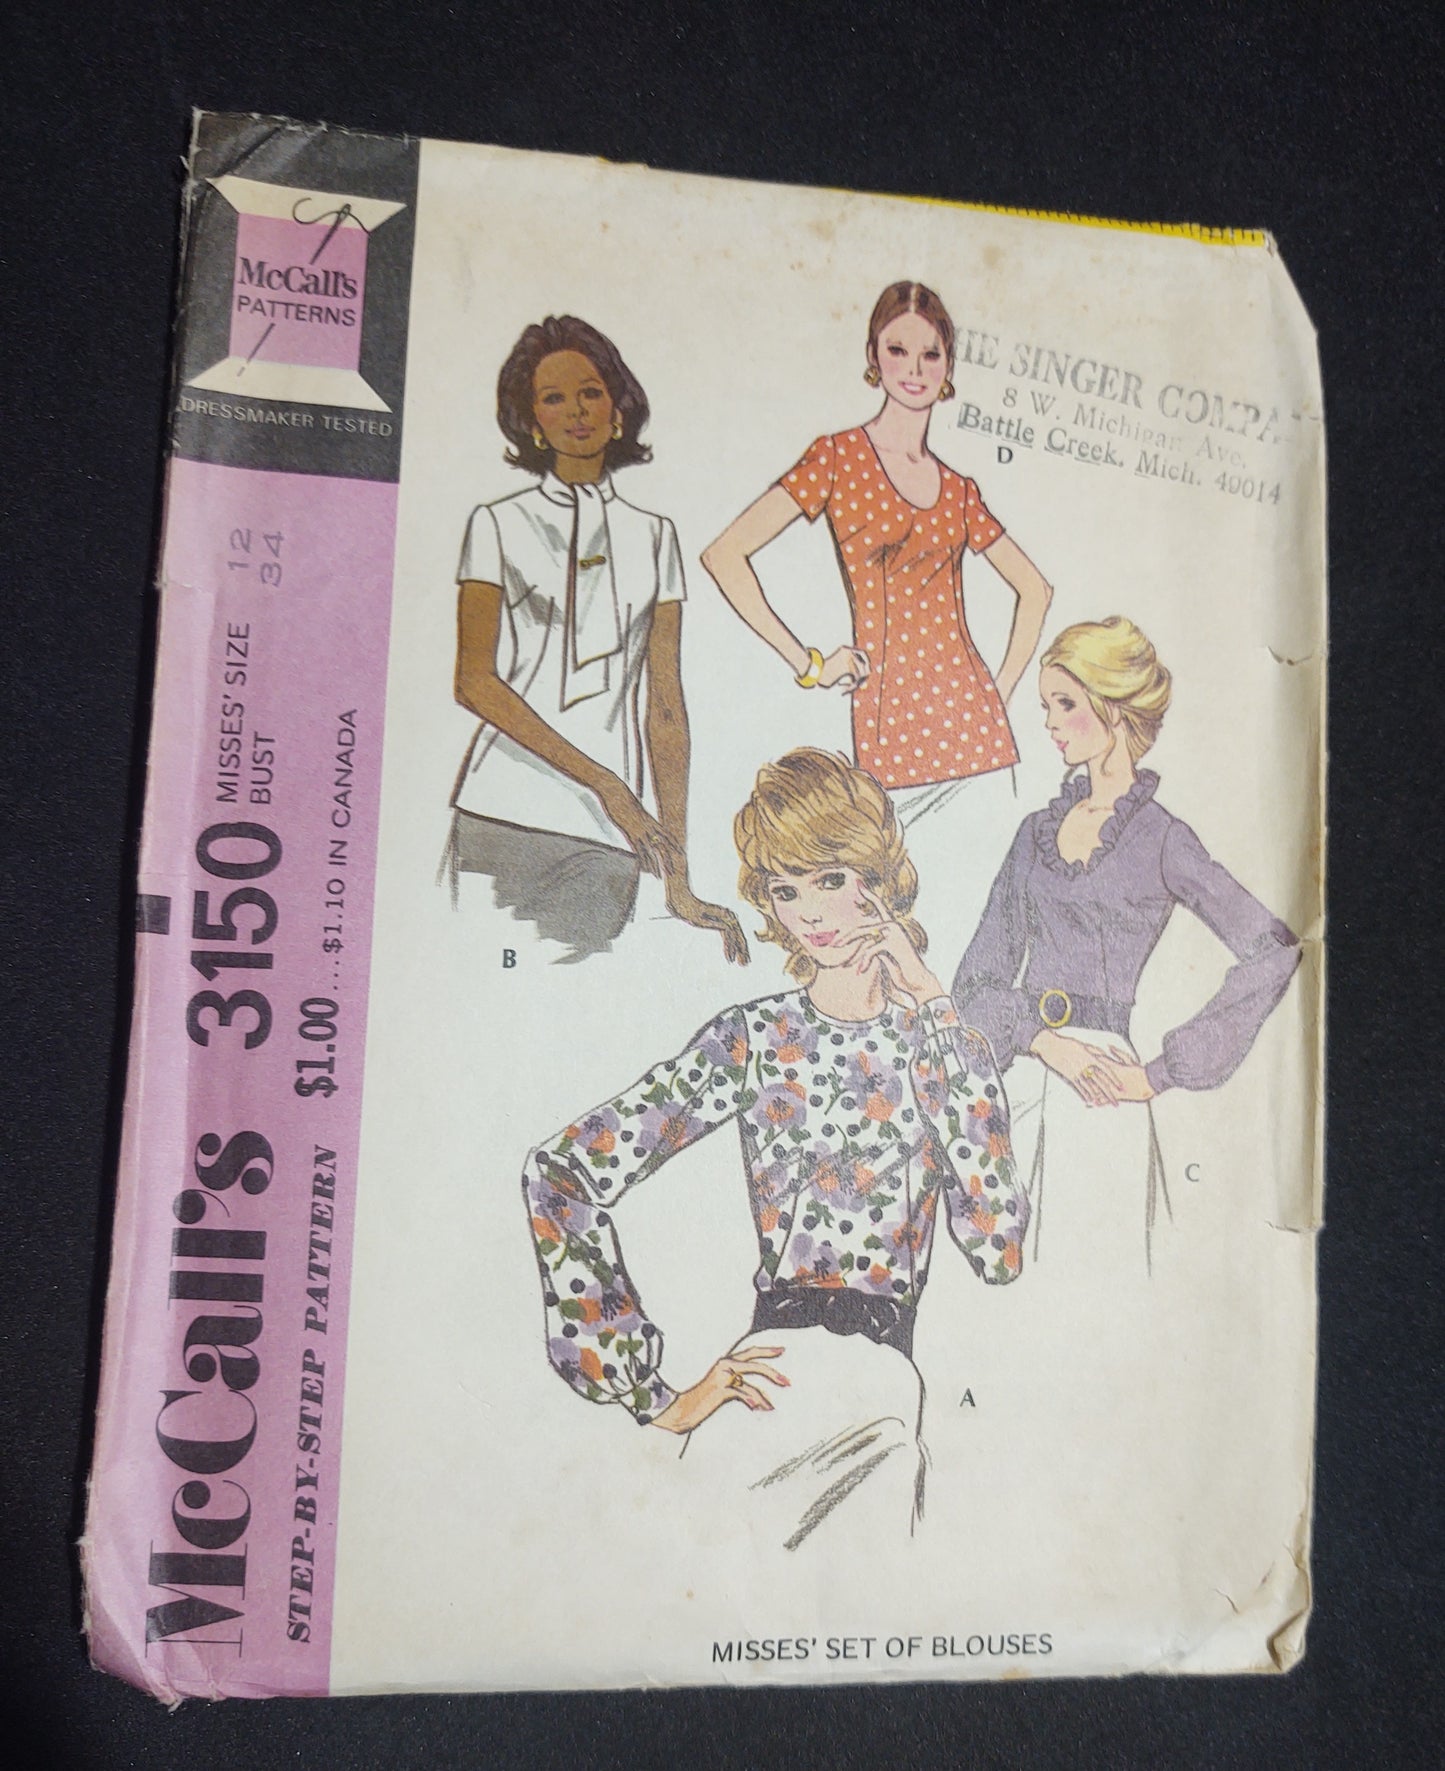 McCall's
PATTERNS
DRESSMAKER TESTED
McCall's 3150
MISSES' SIZE 12
BUST 34
STEP-BY-STEP PATTERN $1.00...$1.10 IN CANADA
HE SINGER COMPA
8 W. Michigan Ave.
Battle Creek, Mich. 49014
D
B
C
A
MISSES' SET OF BLOUSES